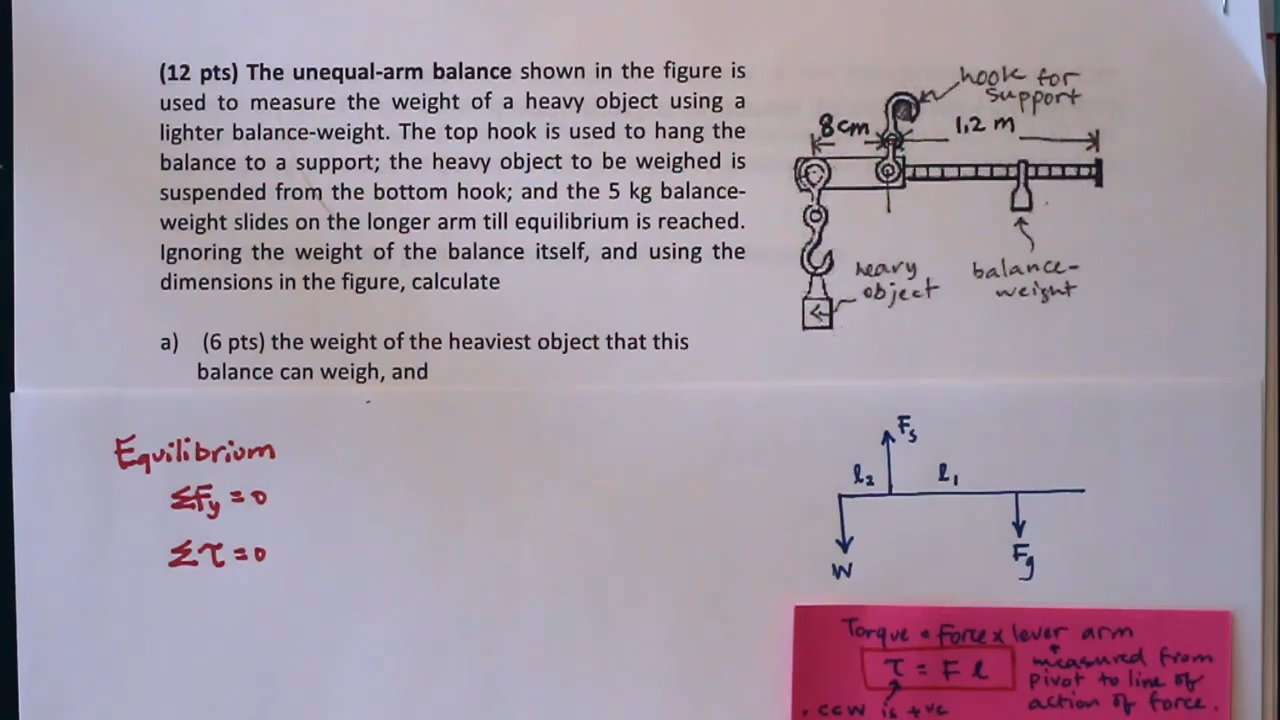 (12 pts) The unequal-arm balance shown in the figure is
used to measure the weight of a heavy object using a
lighter balance-weight. The top hook is used to hang the
balance to a support; the heavy object to be weighed is
suspended from the bottom hook; and the 5 kg balance-
weight slides on the longer arm till equilibrium is reached.
Ignoring the weight of the balance itself, and using the
dimensions in the figure, calculate
a) (6 pts) the weight of the heaviest object that this
balance can weigh, and
hook for
support
8cm
1.2 m
heavy
object
balance-
weight
Equilibrium
ΣFy = 0
Στ = 0
Fs
l2
l1
W
Fg
Torque = Force x lever arm
τ = Fl
measured from
pivot to line of
action of force.
. ccw is +ve